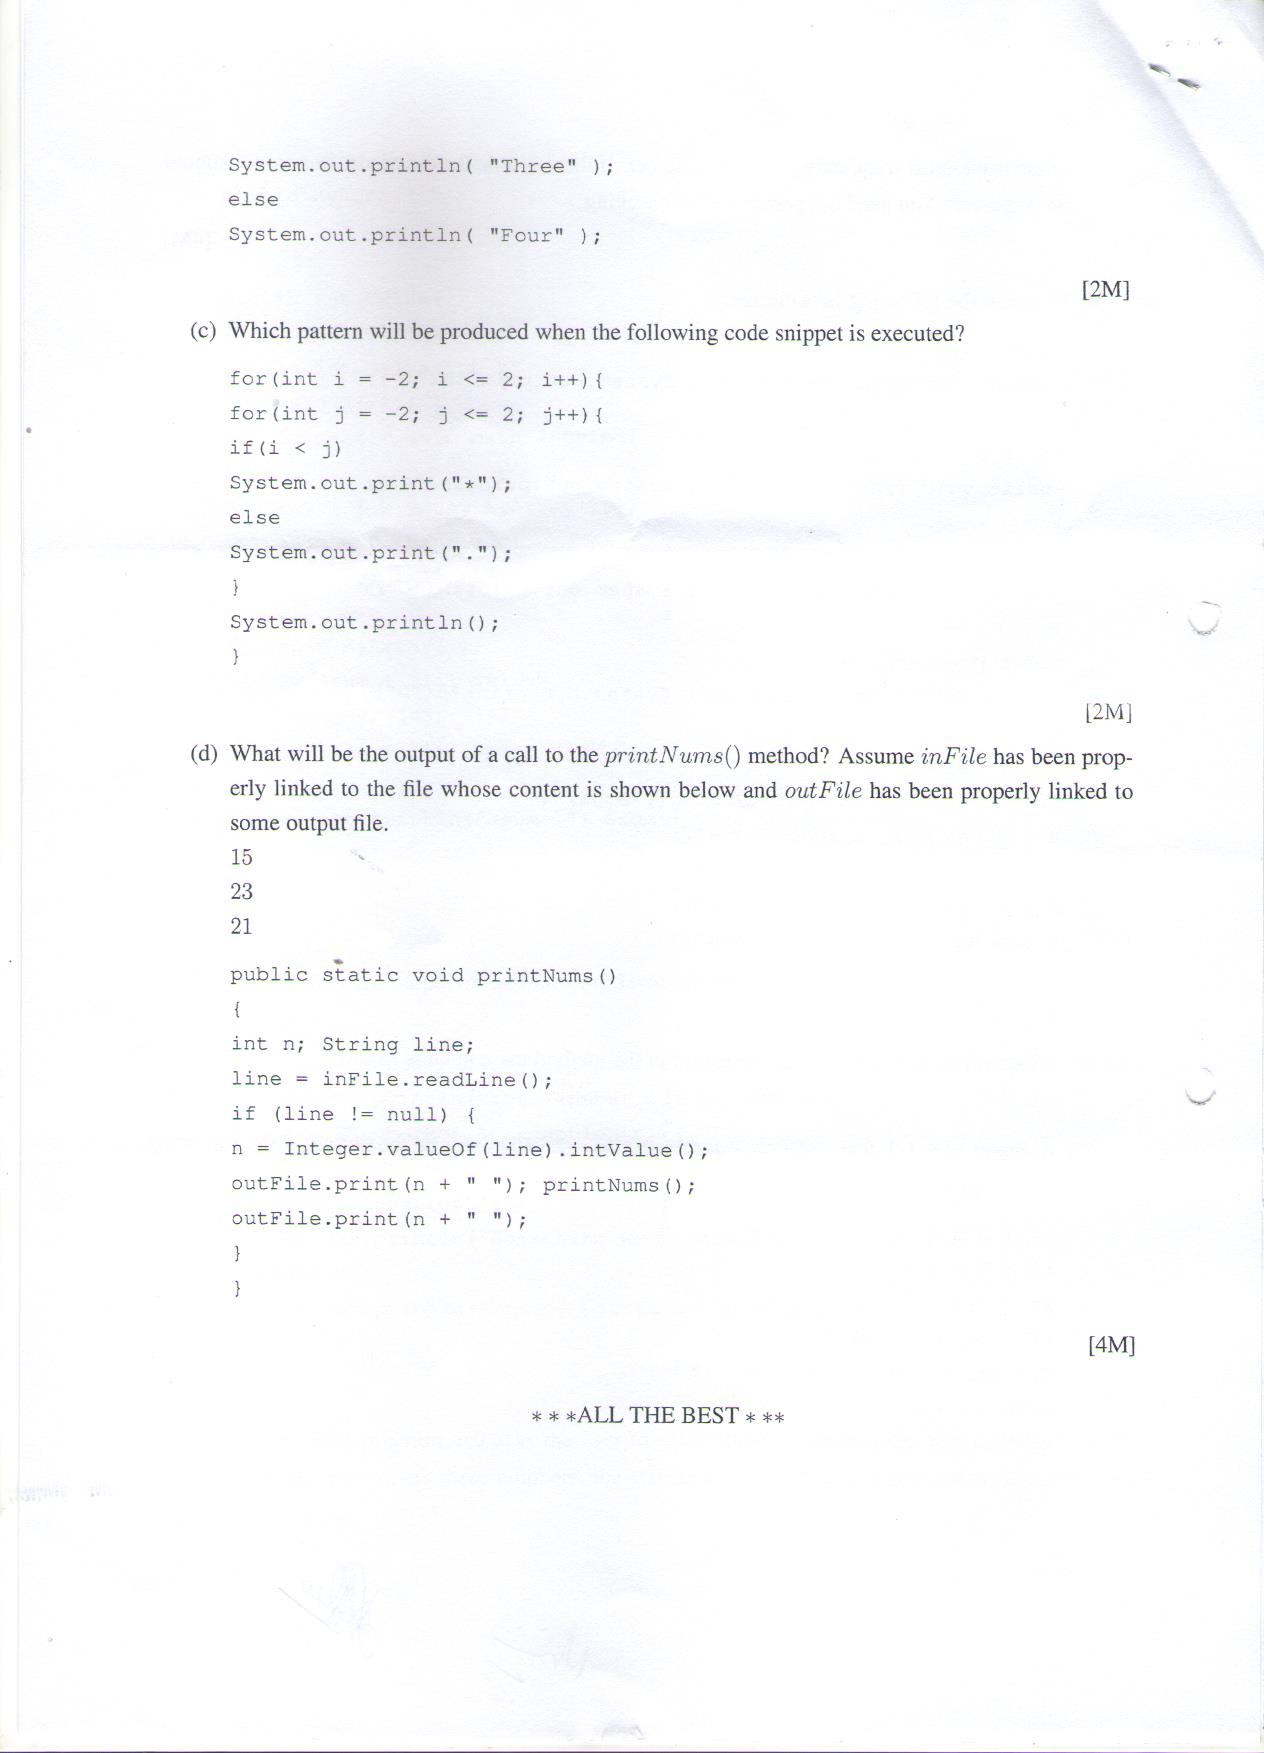 System.out.println( "Three" );
else
System.out.println( "Four" );
[2M]
(c) Which pattern will be produced when the following code snippet is executed?
for(int i = -2; i <= 2; i++){
for(int j = -2; j <= 2; j++){
if(i < j)
System.out.print("*");
else
System.out.print(".");
}
System.out.println();
}
[2M]
(d) What will be the output of a call to the printNums() method? Assume inFile has been prop-
erly linked to the file whose content is shown below and outFile has been properly linked to
some output file.
15
23
21
public static void printNums()
{
int n; String line;
line = inFile.readLine();
if (line != null) {
n = Integer.valueOf(line).intValue();
outFile.print(n + " "); printNums();
outFile.print(n + " ");
}
}
[4M]
* * *ALL THE BEST * **